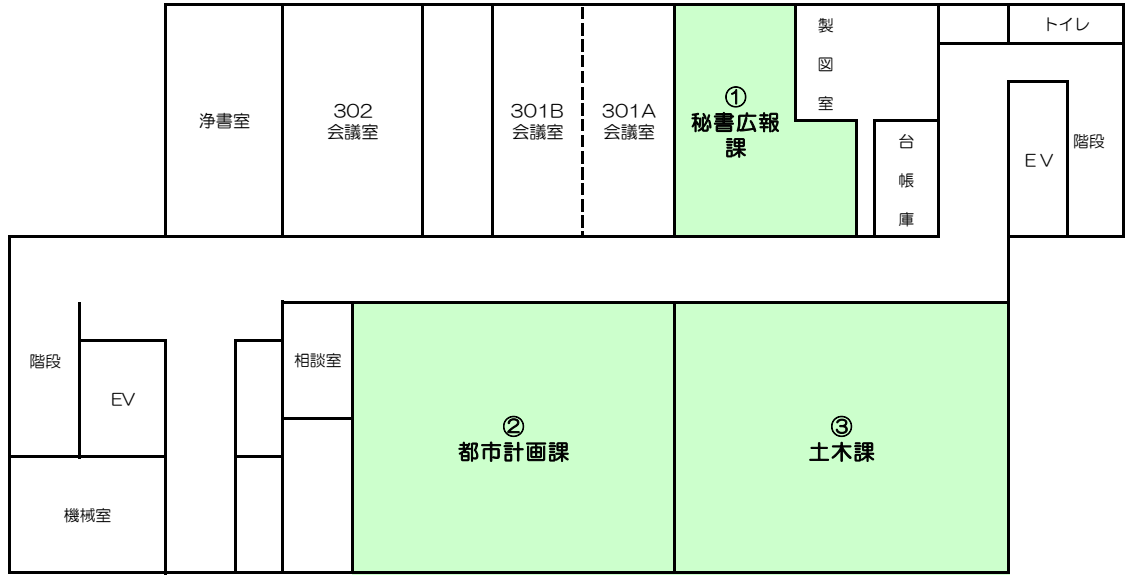 トイレ
製
図
室
浄書室
302
会議室
301B
会議室
301A
会議室
①
秘書広報
課
台
帳
庫
ＥＶ
階段
階段
EV
相談室
②
都市計画課
③
土木課
機械室